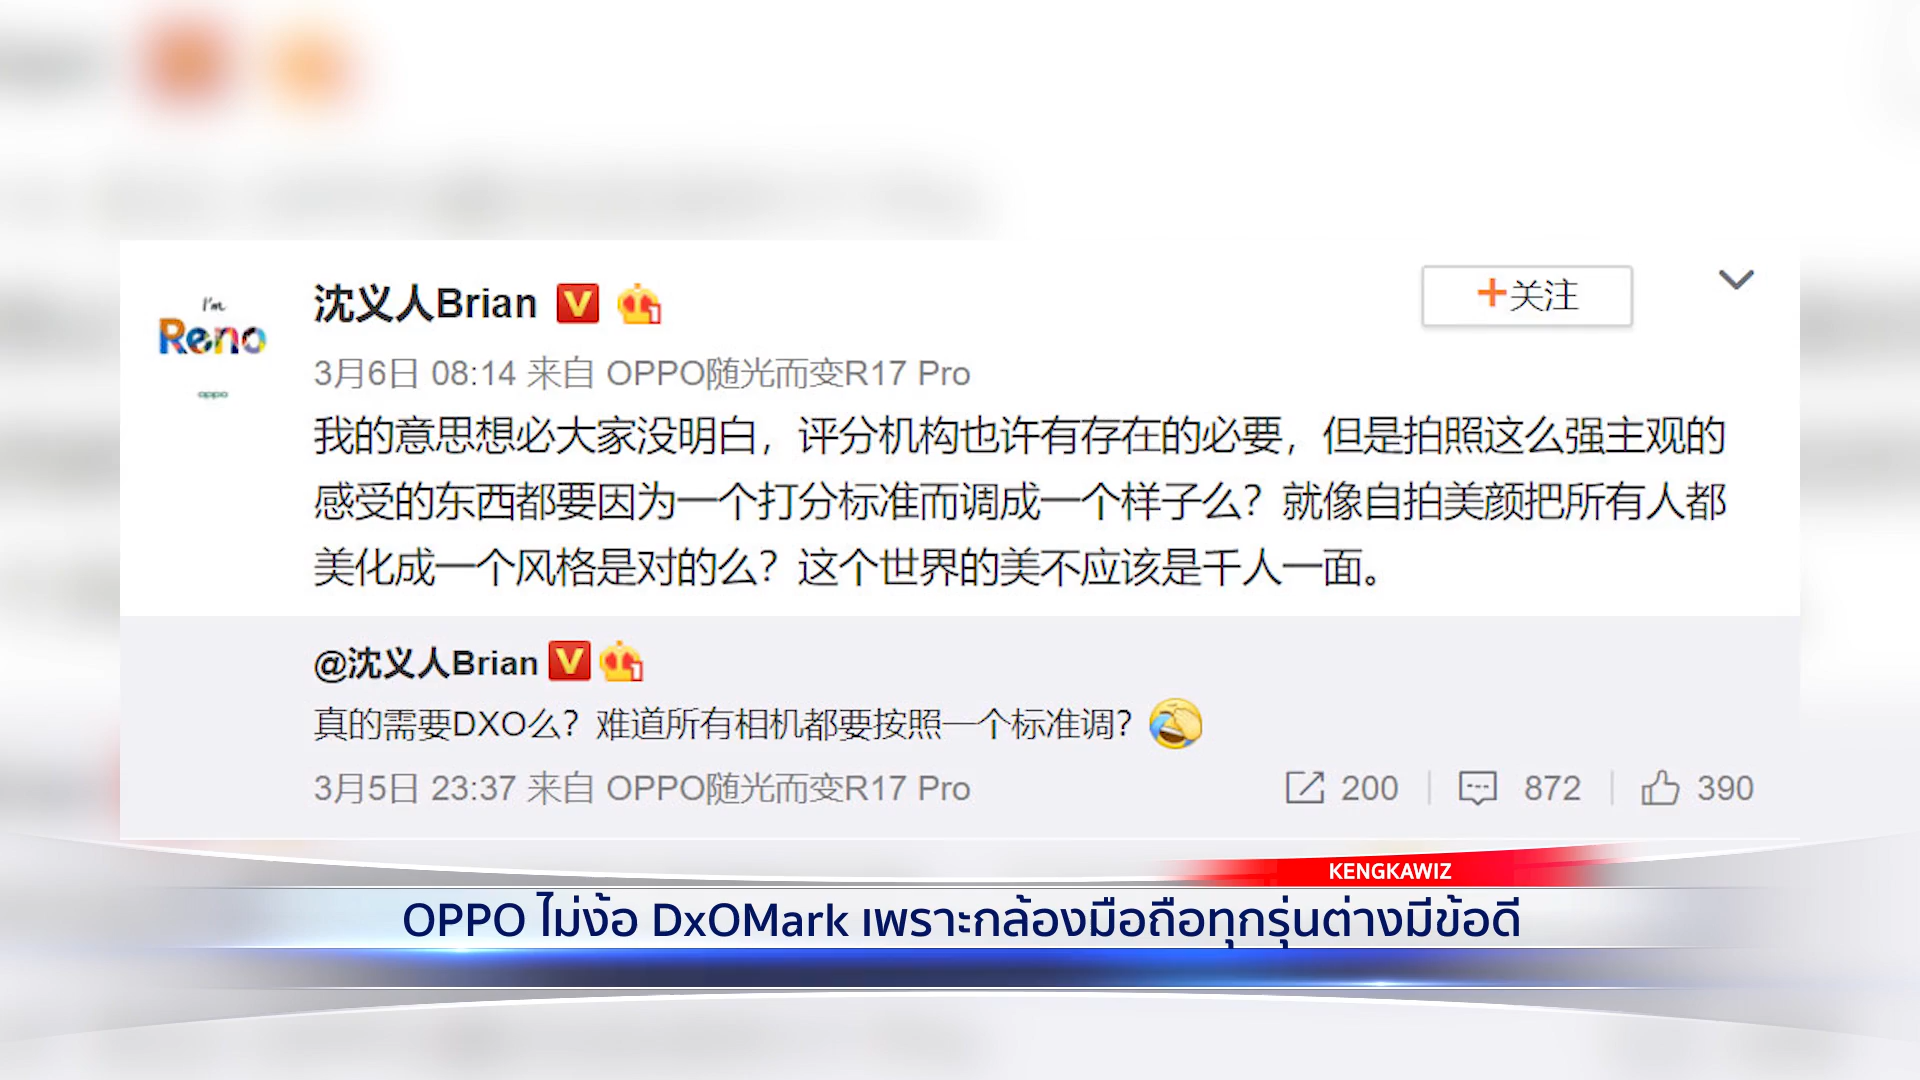 I'm
Reno
oppo
沈义人Brian
+关注
3月6日 08:14 来自 OPPO随光而变R17 Pro
我的意思想必大家没明白，评分机构也许有存在的必要，但是拍照这么强主观的
感受的东西都要因为一个打分标准而调成一个样子么？就像自拍美颜把所有人都
美化成一个风格是对的么？这个世界的美不应该是千人一面。
@沈义人Brian
真的需要DXO么？难道所有相机都要按照一个标准调？
3月5日 23:37 来自 OPPO随光而变R17 Pro
200 872 390
KENGKAWIZ
OPPO ไม่ง้อ DxOMark เพราะกล้องมือถือทุกรุ่นต่างมีข้อดี